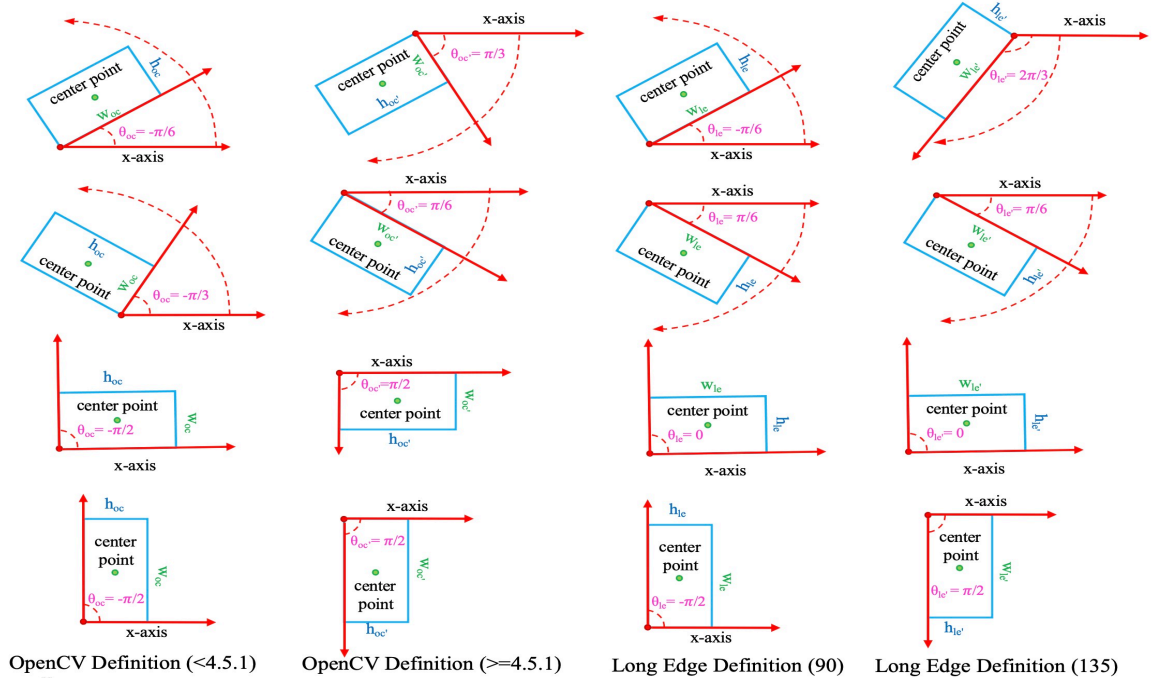 x-axis
h_oc
center point
w_oc
θ_oc= -π/6
x-axis
θ_oc'= π/3
w_oc'
center point
h_oc'
h_le
center point
w_le
θ_le= -π/6
x-axis
h_le'
x-axis
center point
w_le'
θ_le'= 2π/3
h_oc
w_oc
center point
θ_oc= -π/3
x-axis
x-axis
θ_oc'= π/6
w_oc'
h_oc'
center point
x-axis
θ_le= π/6
w_le
h_le
center point
x-axis
θ_le'= π/6
w_le'
h_le'
center point
h_oc
center point
w_oc
θ_oc= -π/2
x-axis
x-axis
θ_oc'=π/2
w_oc'
center point
h_oc'
w_le
center point
h_le
θ_le= 0
x-axis
w_le'
center point
h_le'
θ_le'= 0
x-axis
h_oc
center
point
w_oc
θ_oc= -π/2
x-axis
x-axis
θ_oc'= π/2
w_oc'
center
point
h_oc'
h_le
center
point
w_le
θ_le= -π/2
x-axis
x-axis
center
point
w_le'
θ_le'= π/2
h_le'
OpenCV Definition (<4.5.1)
OpenCV Definition (>=4.5.1)
Long Edge Definition (90)
Long Edge Definition (135)